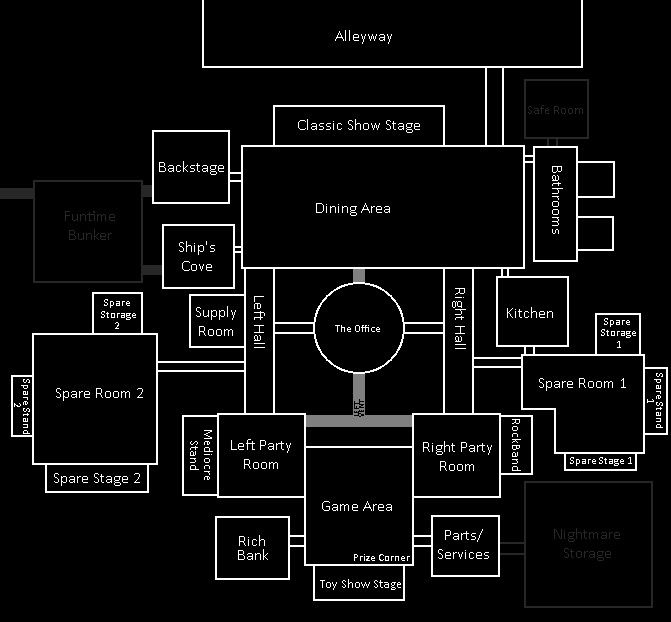 Alleyway
Safe Room
Classic Show Stage
Backstage
Bathrooms
Dining Area
Funtime
Bunker
Ship's
Cove
Spare
Storage
2
Supply
Room
Left Hall
The Office
Right Hall
Kitchen
Spare
Storage
1
Spare Room 2
Spare Stand
2
Spare Room 1
Spare Stand
1
Mediocre
Stand
Left Party
Room
Right Party
Room
RockBand
Spare Stage 1
Spare Stage 2
Game Area
Rich
Bank
Parts/
Services
Nightmare
Storage
Prize Corner
Toy Show Stage